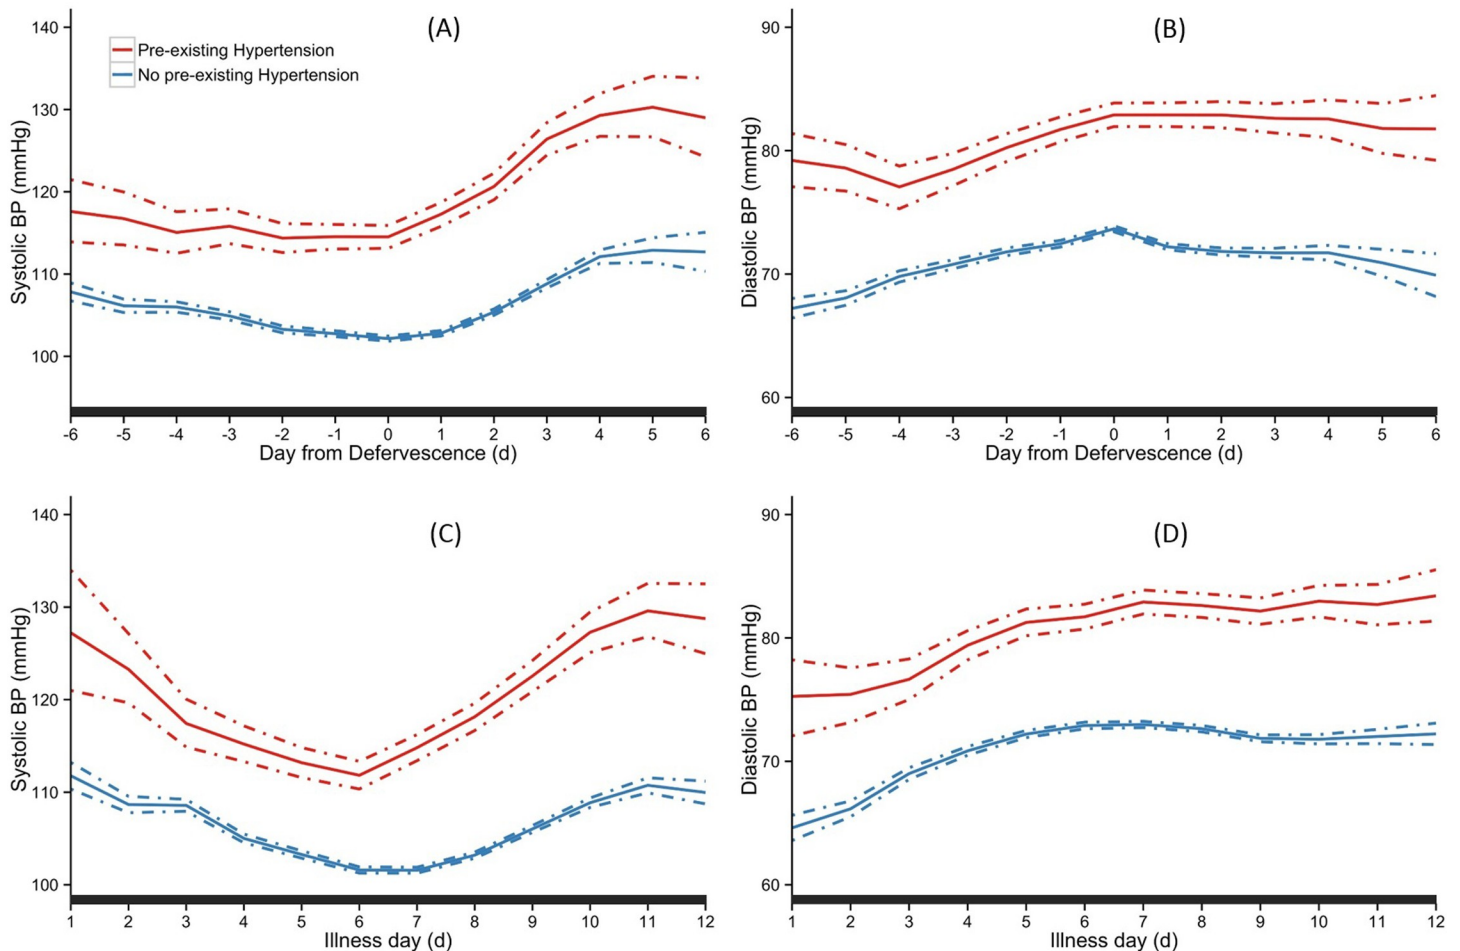 (A)
Pre-existing Hypertension
No pre-existing Hypertension
Systolic BP (mmHg)
140
130
120
110
100
-6 -5 -4 -3 -2 -1 0 1 2 3 4 5 6
Day from Defervescence (d)
(B)
Diastolic BP (mmHg)
90
80
70
60
-6 -5 -4 -3 -2 -1 0 1 2 3 4 5 6
Day from Defervescence (d)
(C)
Systolic BP (mmHg)
140
130
120
110
100
1 2 3 4 5 6 7 8 9 10 11 12
Illness day (d)
(D)
Diastolic BP (mmHg)
90
80
70
60
1 2 3 4 5 6 7 8 9 10 11 12
Illness day (d)